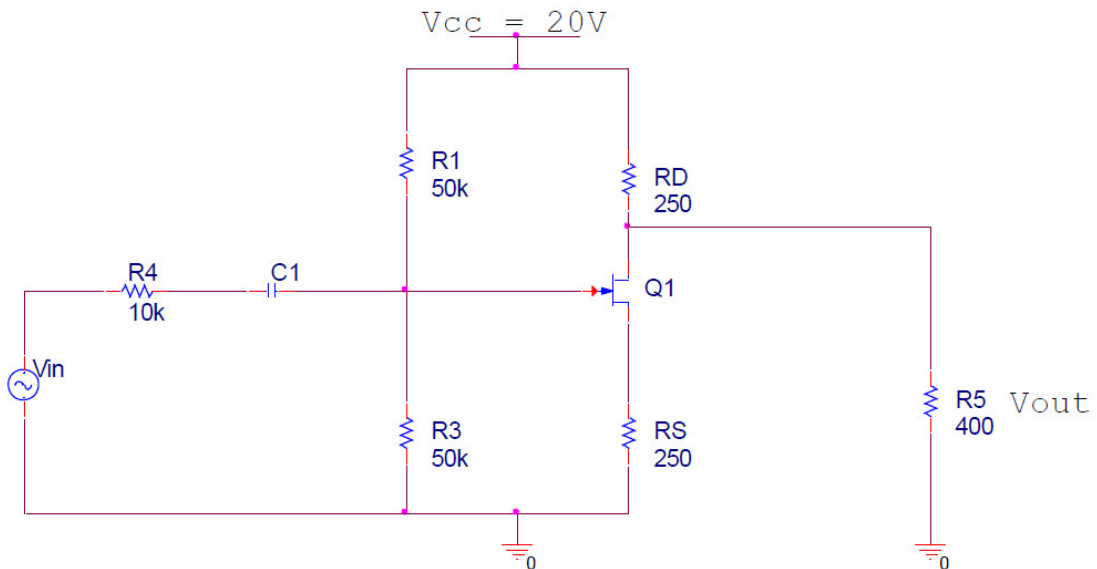 Vcc = 20V
R1
50k
RD
250
R4
10k
C1
Q1
Vin
R3
50k
RS
250
R5
400
Vout
0
0